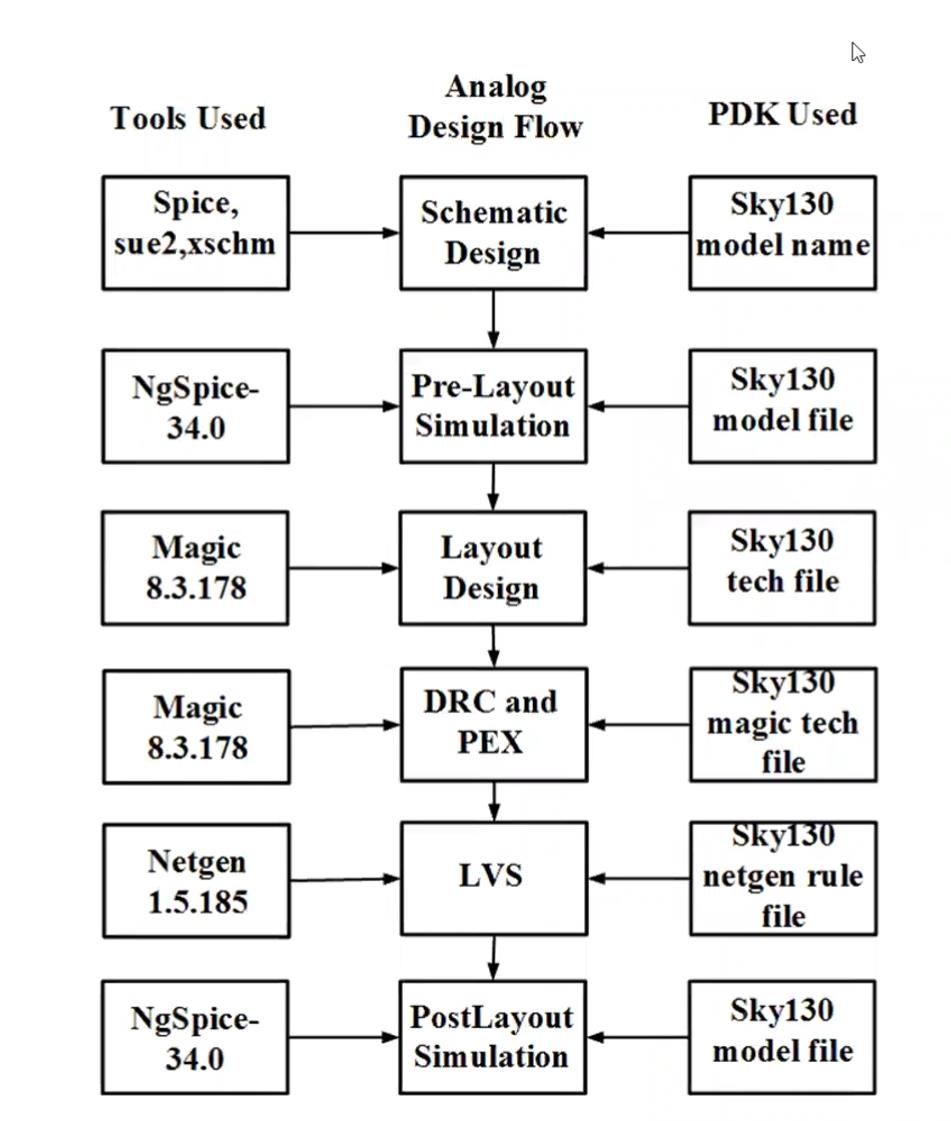 Tools Used
Analog
Design Flow
PDK Used
Spice,
sue2,xschm
Schematic
Design
Sky130
model name
NgSpice-
34.0
Pre-Layout
Simulation
Sky130
model file
Magic
8.3.178
Layout
Design
Sky130
tech file
Magic
8.3.178
DRC and
PEX
Sky130
magic tech
file
Netgen
1.5.185
LVS
Sky130
netgen rule
file
NgSpice-
34.0
PostLayout
Simulation
Sky130
model file